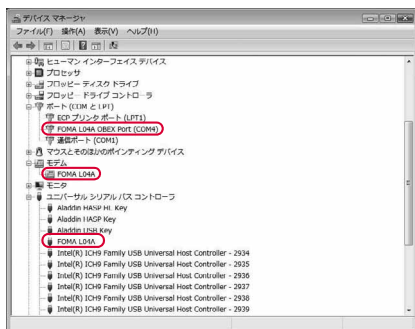 デバイス マネージャ
ファイル(F) 操作(A) 表示(V) ヘルプ(H)
ヒューマン インターフェイス デバイス
プロセッサ
フロッピー ディスク ドライブ
フロッピー ドライブ コントローラ
ポート (COM と LPT)
ECP プリンタ ポート (LPT1)
FOMA L04A OBEX Port (COM4)
通信ポート (COM1)
マウスとそのほかのポインティング デバイス
モデム
FOMA L04A
モニタ
ユニバーサル シリアル バス コントローラ
Aladdin HASP HL Key
Aladdin HASP Key
Aladdin USB Key
FOMA L04A
Intel(R) ICH9 Family USB Universal Host Controller - 2934
Intel(R) ICH9 Family USB Universal Host Controller - 2935
Intel(R) ICH9 Family USB Universal Host Controller - 2936
Intel(R) ICH9 Family USB Universal Host Controller - 2937
Intel(R) ICH9 Family USB Universal Host Controller - 2938
Intel(R) ICH9 Family USB Universal Host Controller - 2939